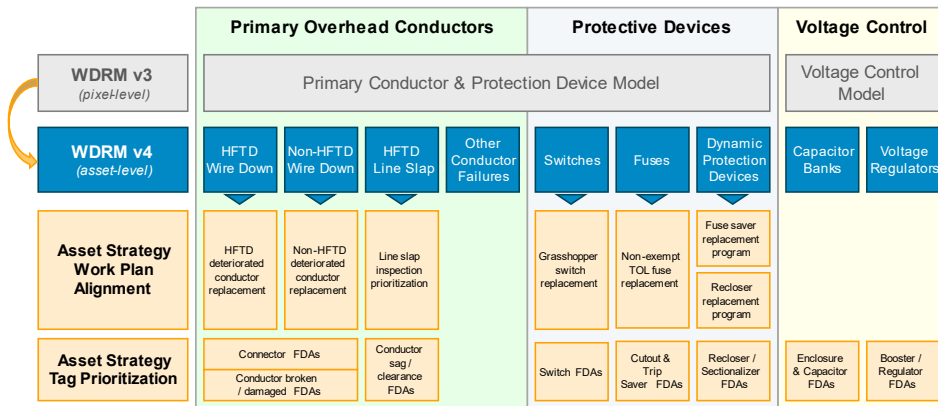 Primary Overhead Conductors
Protective Devices
Voltage Control
WDRM v3
(pixel-level)
Primary Conductor & Protection Device Model
Voltage Control
Model
WDRM v4
(asset-level)
HFTD
Wire Down
Non-HFTD
Wire Down
HFTD
Line Slap
Other
Conductor
Failures
Switches
Fuses
Dynamic
Protection
Devices
Capacitor
Banks
Voltage
Regulators
Asset Strategy
Work Plan
Alignment
HFTD
deteriorated
conductor
replacement
Non-HFTD
deteriorated
conductor
replacement
Line slap
inspection
prioritization
Grasshopper
switch
replacement
Non-exempt
TOL fuse
replacement
Fuse saver
replacement
program
Recloser
replacement
program
Asset Strategy
Tag Prioritization
Connector FDAs
Conductor broken
/ damaged FDAs
Conductor
sag /
clearance
FDAs
Switch FDAs
Cutout &
Trip
Saver FDAs
Recloser /
Sectionalizer
FDAs
Enclosure
& Capacitor
FDAs
Booster /
Regulator
FDAs